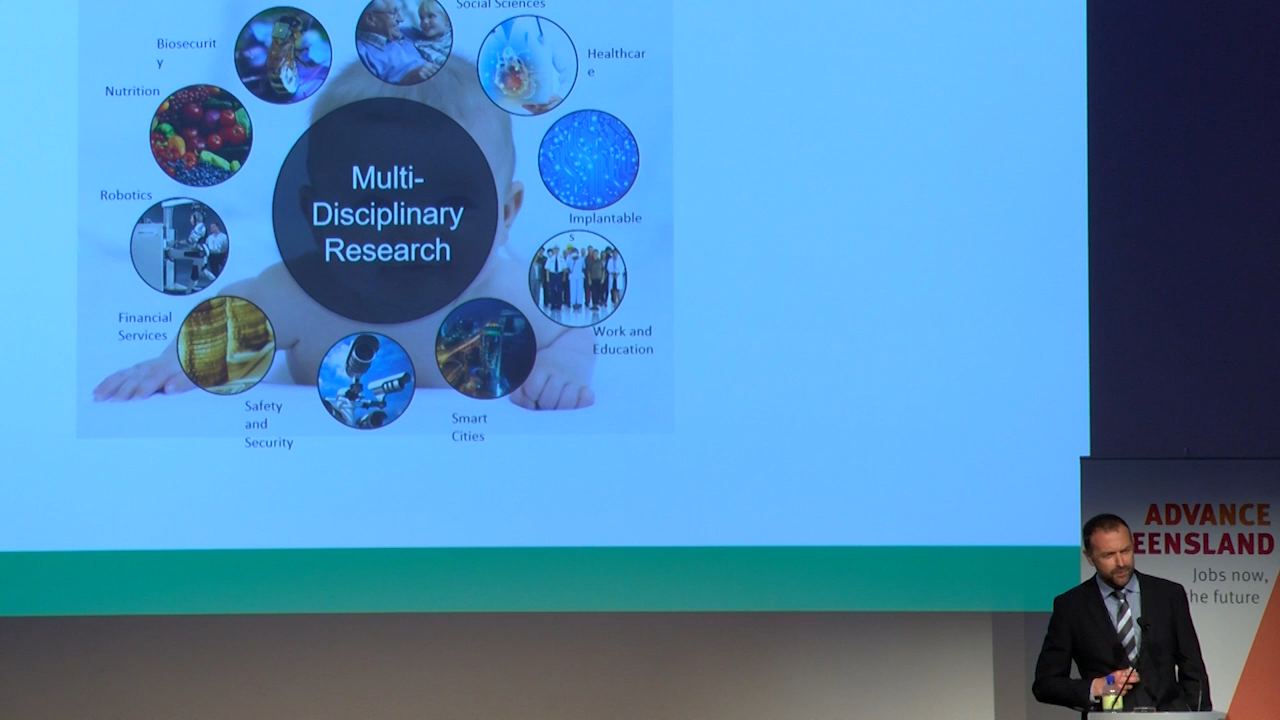 Social Sciences
Biosecurit
y
Healthcar
e
Nutrition
Multi-
Disciplinary
Research
Robotics
Implantable
s
Financial
Services
Work and
Education
Safety
and
Security
Smart
Cities
ADVANCE
EENSLAND
Jobs now,
he future